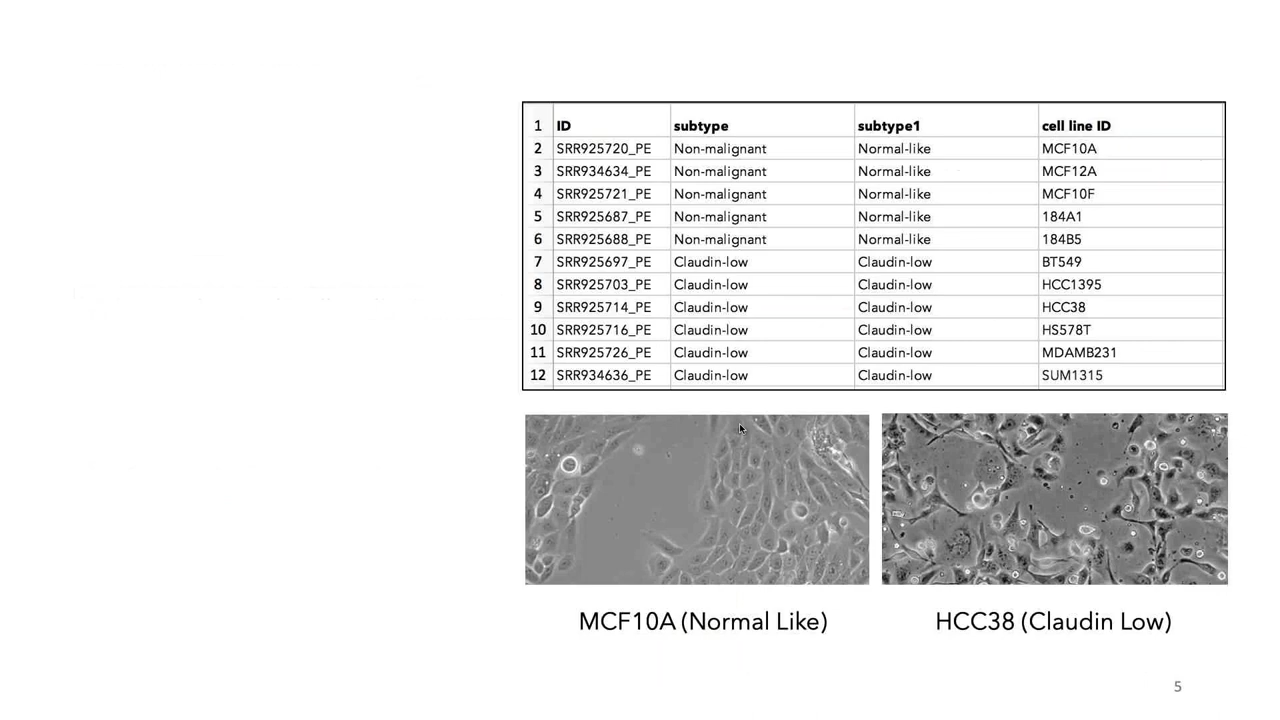 1 ID subtype subtype1 cell line ID
2 SRR925720_PE Non-malignant Normal-like MCF10A
3 SRR934634_PE Non-malignant Normal-like MCF12A
4 SRR925721_PE Non-malignant Normal-like MCF10F
5 SRR925687_PE Non-malignant Normal-like 184A1
6 SRR925688_PE Non-malignant Normal-like 184B5
7 SRR925697_PE Claudin-low Claudin-low BT549
8 SRR925703_PE Claudin-low Claudin-low HCC1395
9 SRR925714_PE Claudin-low Claudin-low HCC38
10 SRR925716_PE Claudin-low Claudin-low HS578T
11 SRR925726_PE Claudin-low Claudin-low MDAMB231
12 SRR934636_PE Claudin-low Claudin-low SUM1315
MCF10A (Normal Like)
HCC38 (Claudin Low)
5